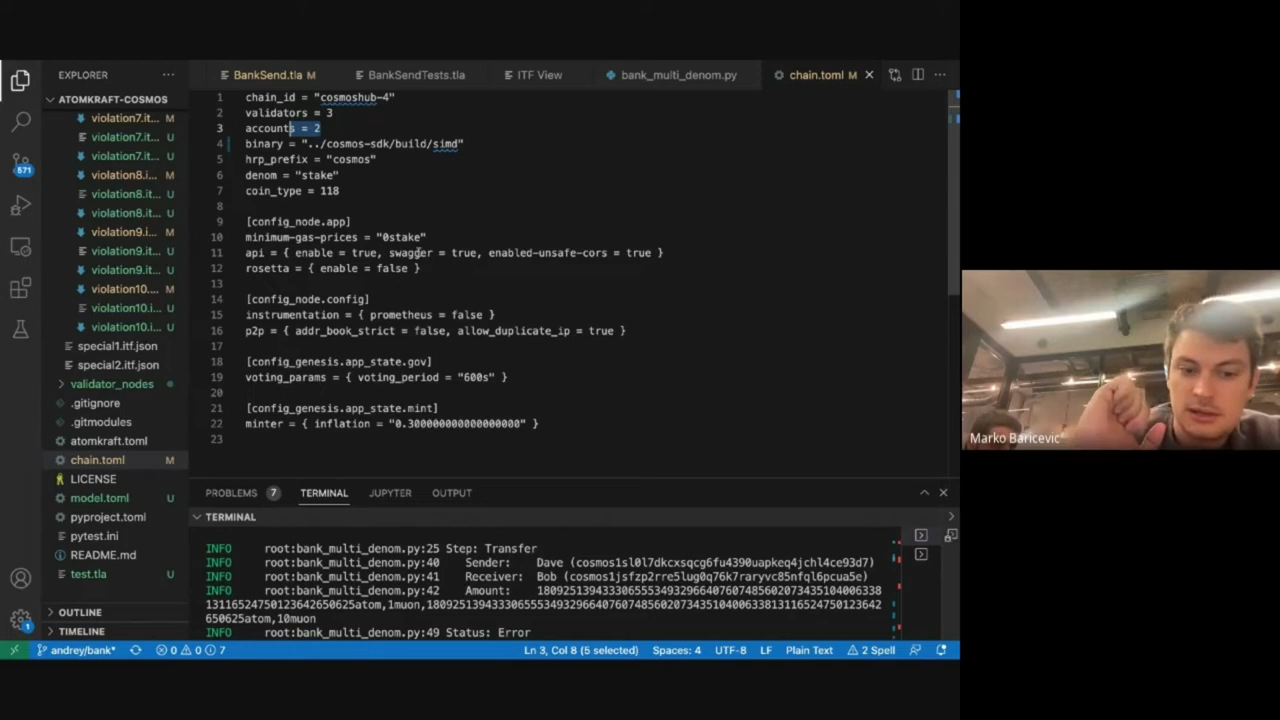 EXPLORER
ATOMKRAFT-COSMOS
violation7.it... M
violation7.it... U
violation7.it... U
violation8.it... M
violation8.it... U
violation8.it... U
violation9.it... M
violation9.it... U
violation9.it... U
violation10.i... M
violation10.i... U
violation10.i... U
special1.itf.json
special2.itf.json
validator_nodes
.gitignore
.gitmodules
atomkraft.toml
chain.toml M
LICENSE
model.toml U
pyproject.toml
pytest.ini
README.md
test.tla U
OUTLINE
TIMELINE
571
1
BankSend.tla M BankSendTests.tla ITF View bank_multi_denom.py chain.toml M
1 chain_id = "cosmoshub-4"
2 validators = 3
3 accounts = 2
4 binary = "../cosmos-sdk/build/simd"
5 hrp_prefix = "cosmos"
6 denom = "stake"
7 coin_type = 118
8
9 [config_node.app]
10 minimum-gas-prices = "0stake"
11 api = { enable = true, swagger = true, enabled-unsafe-cors = true }
12 rosetta = { enable = false }
13
14 [config_node.config]
15 instrumentation = { prometheus = false }
16 p2p = { addr_book_strict = false, allow_duplicate_ip = true }
17
18 [config_genesis.app_state.gov]
19 voting_params = { voting_period = "600s" }
20
21 [config_genesis.app_state.mint]
22 minter = { inflation = "0.300000000000000000" }
23
PROBLEMS 7 TERMINAL JUPYTER OUTPUT
TERMINAL
INFO root:bank_multi_denom.py:25 Step: Transfer
INFO root:bank_multi_denom.py:40 Sender: Dave (cosmos1sl0l7dkcxsqcg6fu4390uapkeq4jchl4ce93d7)
INFO root:bank_multi_denom.py:41 Receiver: Bob (cosmos1jsfzp2rre5lug0q76k7raryvc85nfql6pcua5e)
INFO root:bank_multi_denom.py:42 Amount: 1809251394333065553493296640760748560207343510400633
813116524750123642650625atom,1muon,180925139433306555349329664076074856020734351040063381311652475012364
2650625atom,10muon
INFO root:bank_multi_denom.py:49 Status: Error
andrey/bank* 0 0 7 Ln 3, Col 8 (5 selected) Spaces: 4 UTF-8 LF Plain Text 2 Spell
Marko Baricevic